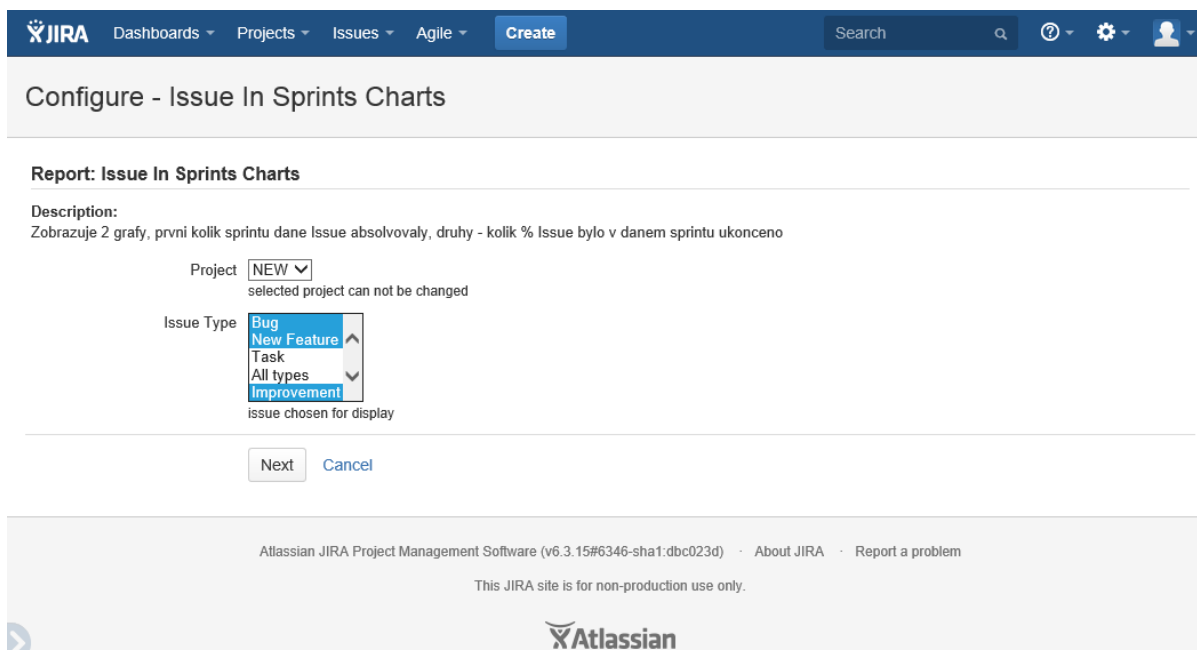 JIRA Dashboards Projects Issues Agile Create Search
Configure - Issue In Sprints Charts
Report: Issue In Sprints Charts
Description:
Zobrazuje 2 grafy, prvni kolik sprintu dane Issue absolvovaly, druhy - kolik % Issue bylo v danem sprintu ukonceno
Project NEW
selected project can not be changed
Issue Type Bug
New Feature
Task
All types
Improvement
issue chosen for display
Next Cancel
Atlassian JIRA Project Management Software (v6.3.15#6346-sha1:dbc023d) · About JIRA · Report a problem
This JIRA site is for non-production use only.
Atlassian